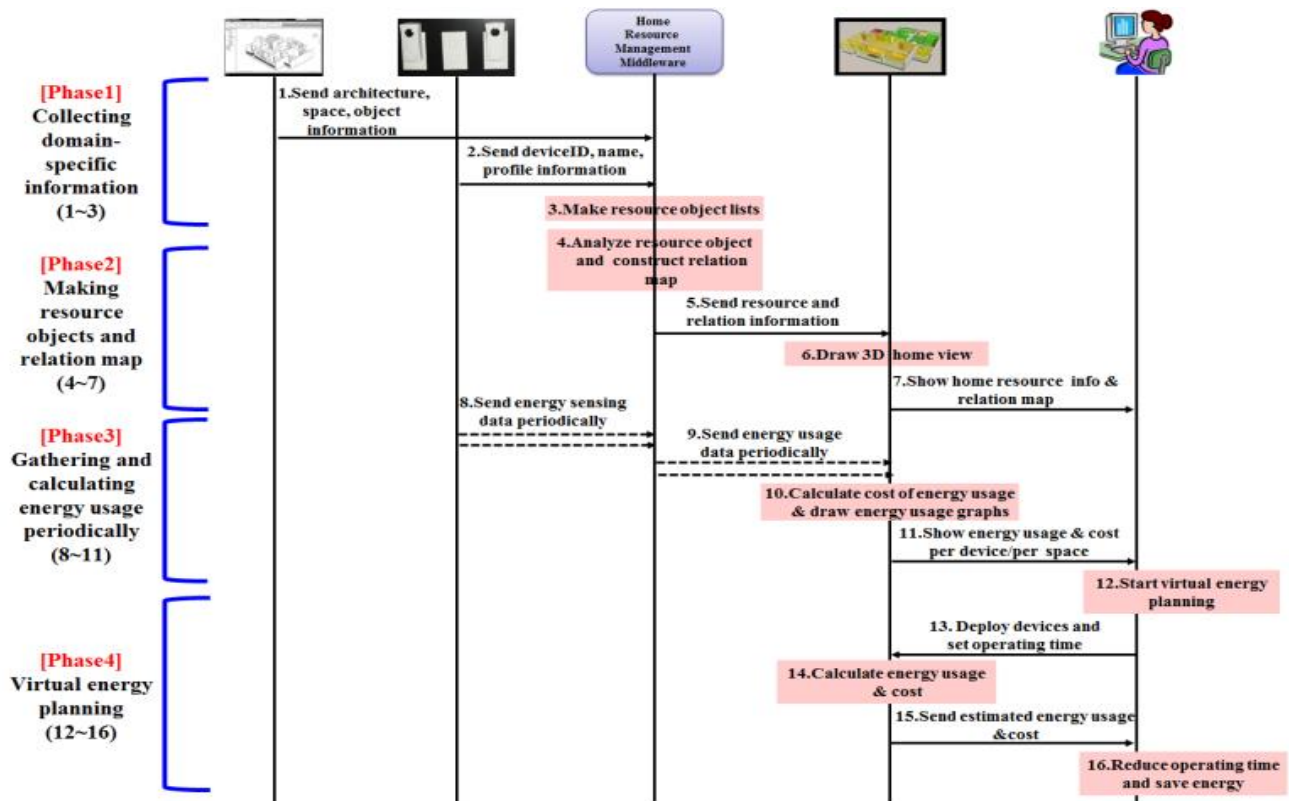 Home
Resource
Management
Middleware
[Phase1]
Collecting
domain-
specific
information
(1~3)
1.Send architecture,
space, object
information
2.Send deviceID, name,
profile information
3.Make resource object lists
[Phase2]
Making
resource
objects and
relation map
(4~7)
4.Analyze resource object
and construct relation
map
5.Send resource and
relation information
6.Draw 3D home view
7.Show home resource info &
relation map
[Phase3]
Gathering and
calculating
energy usage
periodically
(8~11)
8.Send energy sensing
data periodically
9.Send energy usage
data periodically
10.Calculate cost of energy usage
& draw energy usage graphs
11.Show energy usage & cost
per device/per space
[Phase4]
Virtual energy
planning
(12~16)
12.Start virtual energy
planning
13. Deploy devices and
set operating time
14.Calculate energy usage
& cost
15.Send estimated energy usage
&cost
16.Reduce operating time
and save energy